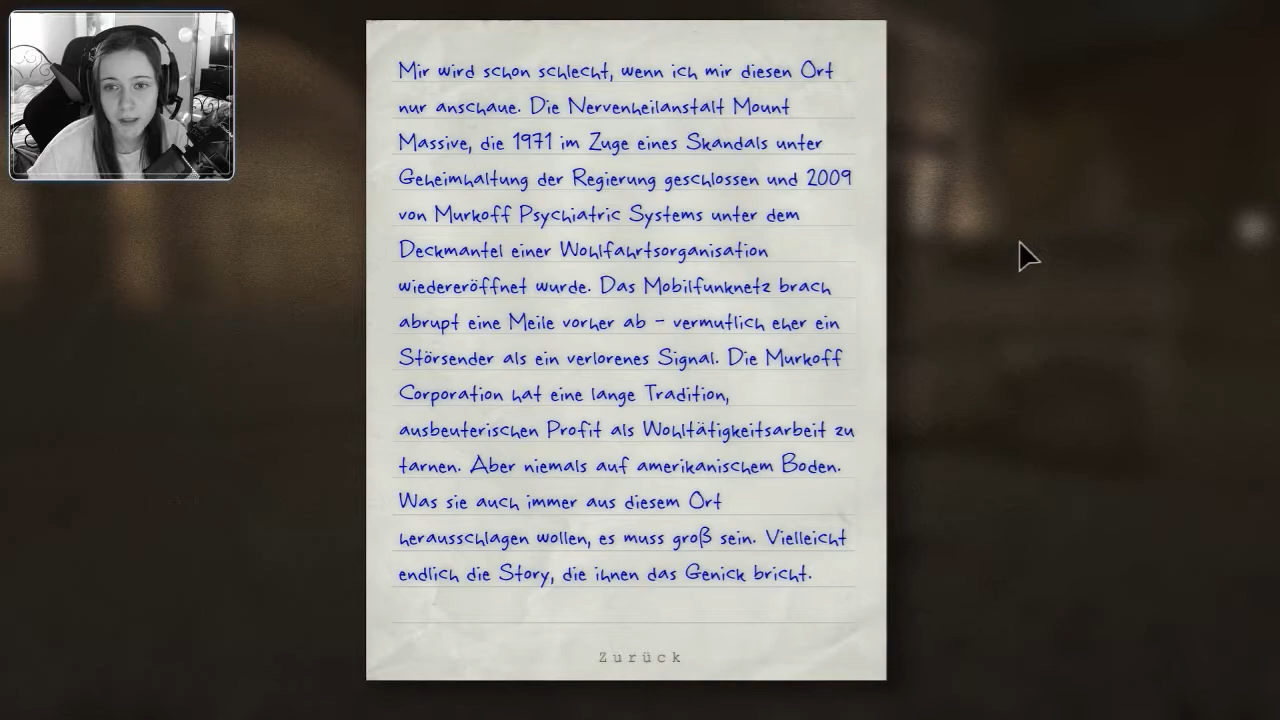 Mir wird schon schlecht, wenn ich mir diesen Ort
nur anschaue. Die Nervenheilanstalt Mount
Massive, die 1971 im Zuge eines Skandals unter
Geheimhaltung der Regierung geschlossen und 2009
von Murkoff Psychiatric Systems unter dem
Deckmantel einer Wohlfahrtsorganisation
wiedereröffnet wurde. Das Mobilfunknetz brach
abrupt eine Meile vorher ab - vermutlich eher ein
Störsender als ein verlorenes Signal. Die Murkoff
Corporation hat eine lange Tradition,
ausbeuterischen Profit als Wohltätigkeitsarbeit zu
tarnen. Aber niemals auf amerikanischem Boden.
Was sie auch immer aus diesem Ort
herausschlagen wollen, es muss groß sein. Vielleicht
endlich die Story, die ihnen das Genick bricht.
Zurück